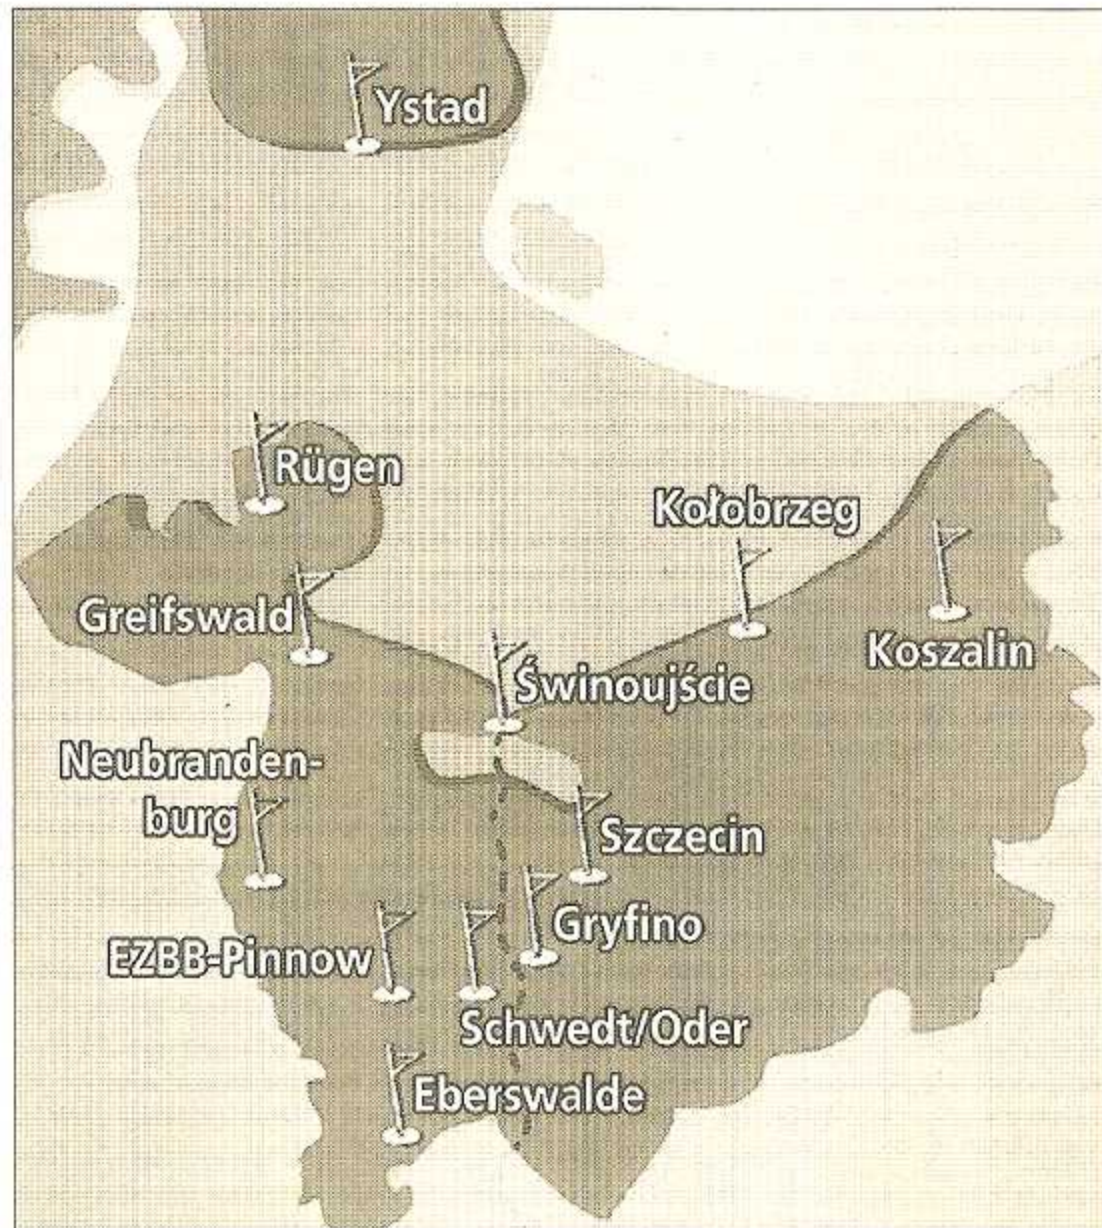 Ystad
Rügen
Kołobrzeg
Greifswald
Koszalin
Świnoujście
Neubranden-
burg
Szczecin
Gryfino
EZBB-Pinnow
Schwedt/Oder
Eberswalde